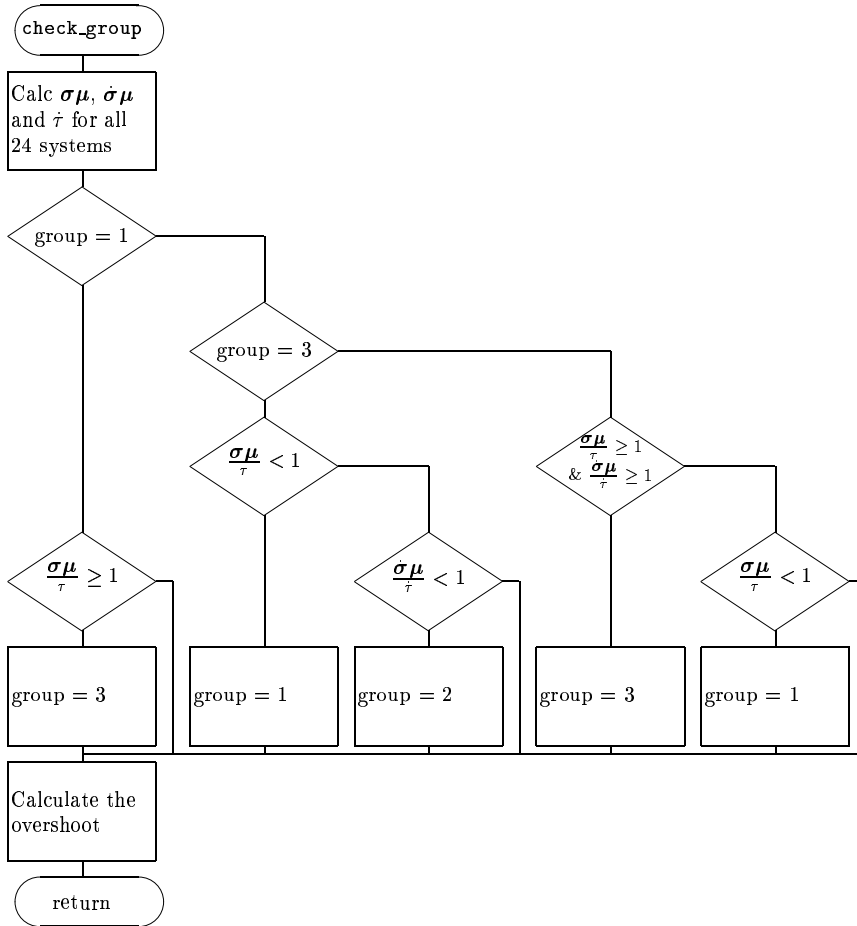 check_group
Calc σμ, σ̇μ
and τ̇ for all
24 systems
group = 1
group = 3
σμ/τ < 1
σμ/τ ≥ 1
& σ̇μ/τ̇ ≥ 1
σμ/τ ≥ 1
σ̇μ/τ̇ < 1
σμ/τ < 1
group = 3
group = 1
group = 2
group = 3
group = 1
Calculate the
overshoot
return